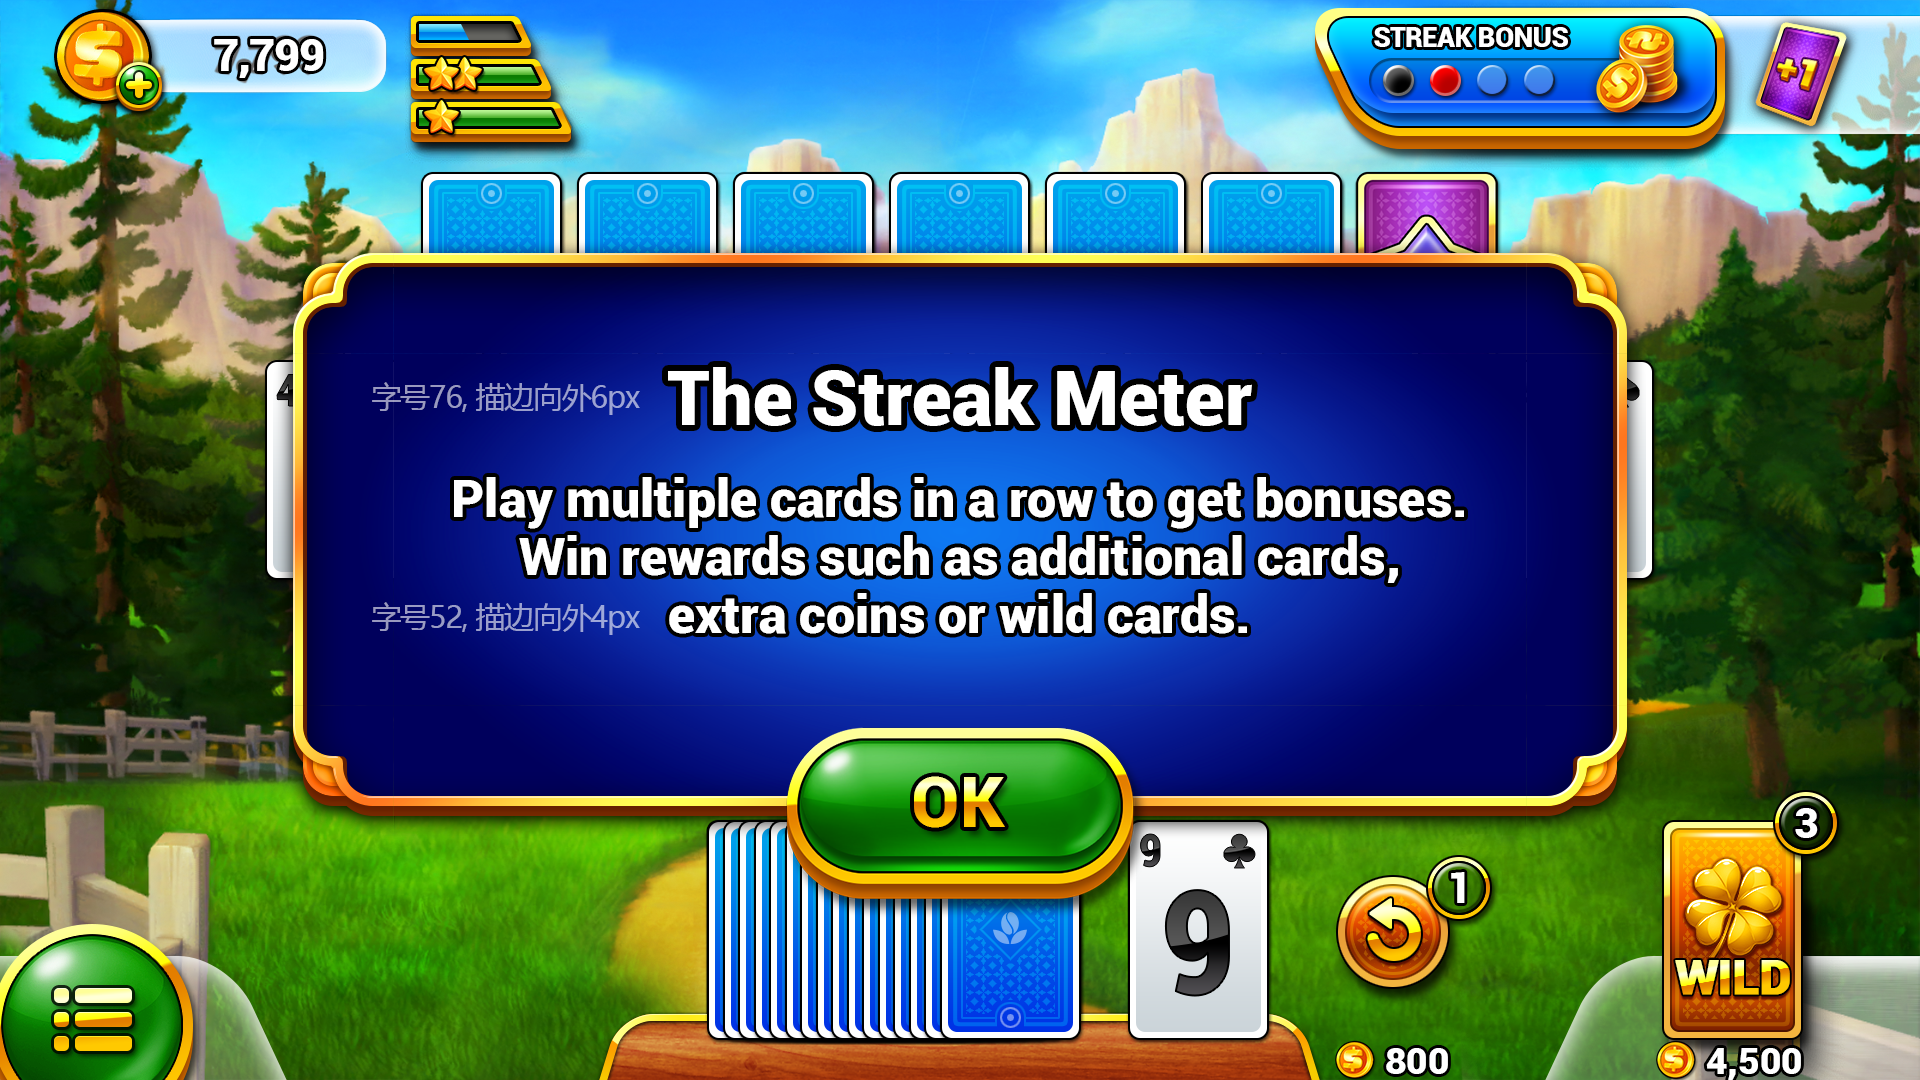 7,799
STREAK BONUS
+1
4
字号76, 描边向外6px
The Streak Meter
Play multiple cards in a row to get bonuses.
Win rewards such as additional cards,
字号52, 描边向外4px
extra coins or wild cards.
OK
9
9
1
3
WILD
800
4,500